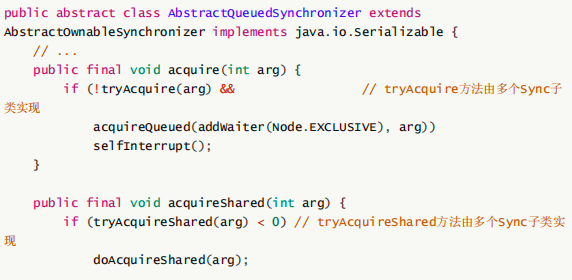 public abstract class AbstractQueuedSynchronizer extends
AbstractOwnableSynchronizer implements java.io.Serializable {
    // ...
    public final void acquire(int arg) {
        if (!tryAcquire(arg) &&                 // tryAcquire方法由多个Sync子
类实现
            acquireQueued(addWaiter(Node.EXCLUSIVE), arg))
            selfInterrupt();
    }

    public final void acquireShared(int arg) {
        if (tryAcquireShared(arg) < 0) // tryAcquireShared方法由多个Sync子类实
现
            doAcquireShared(arg);